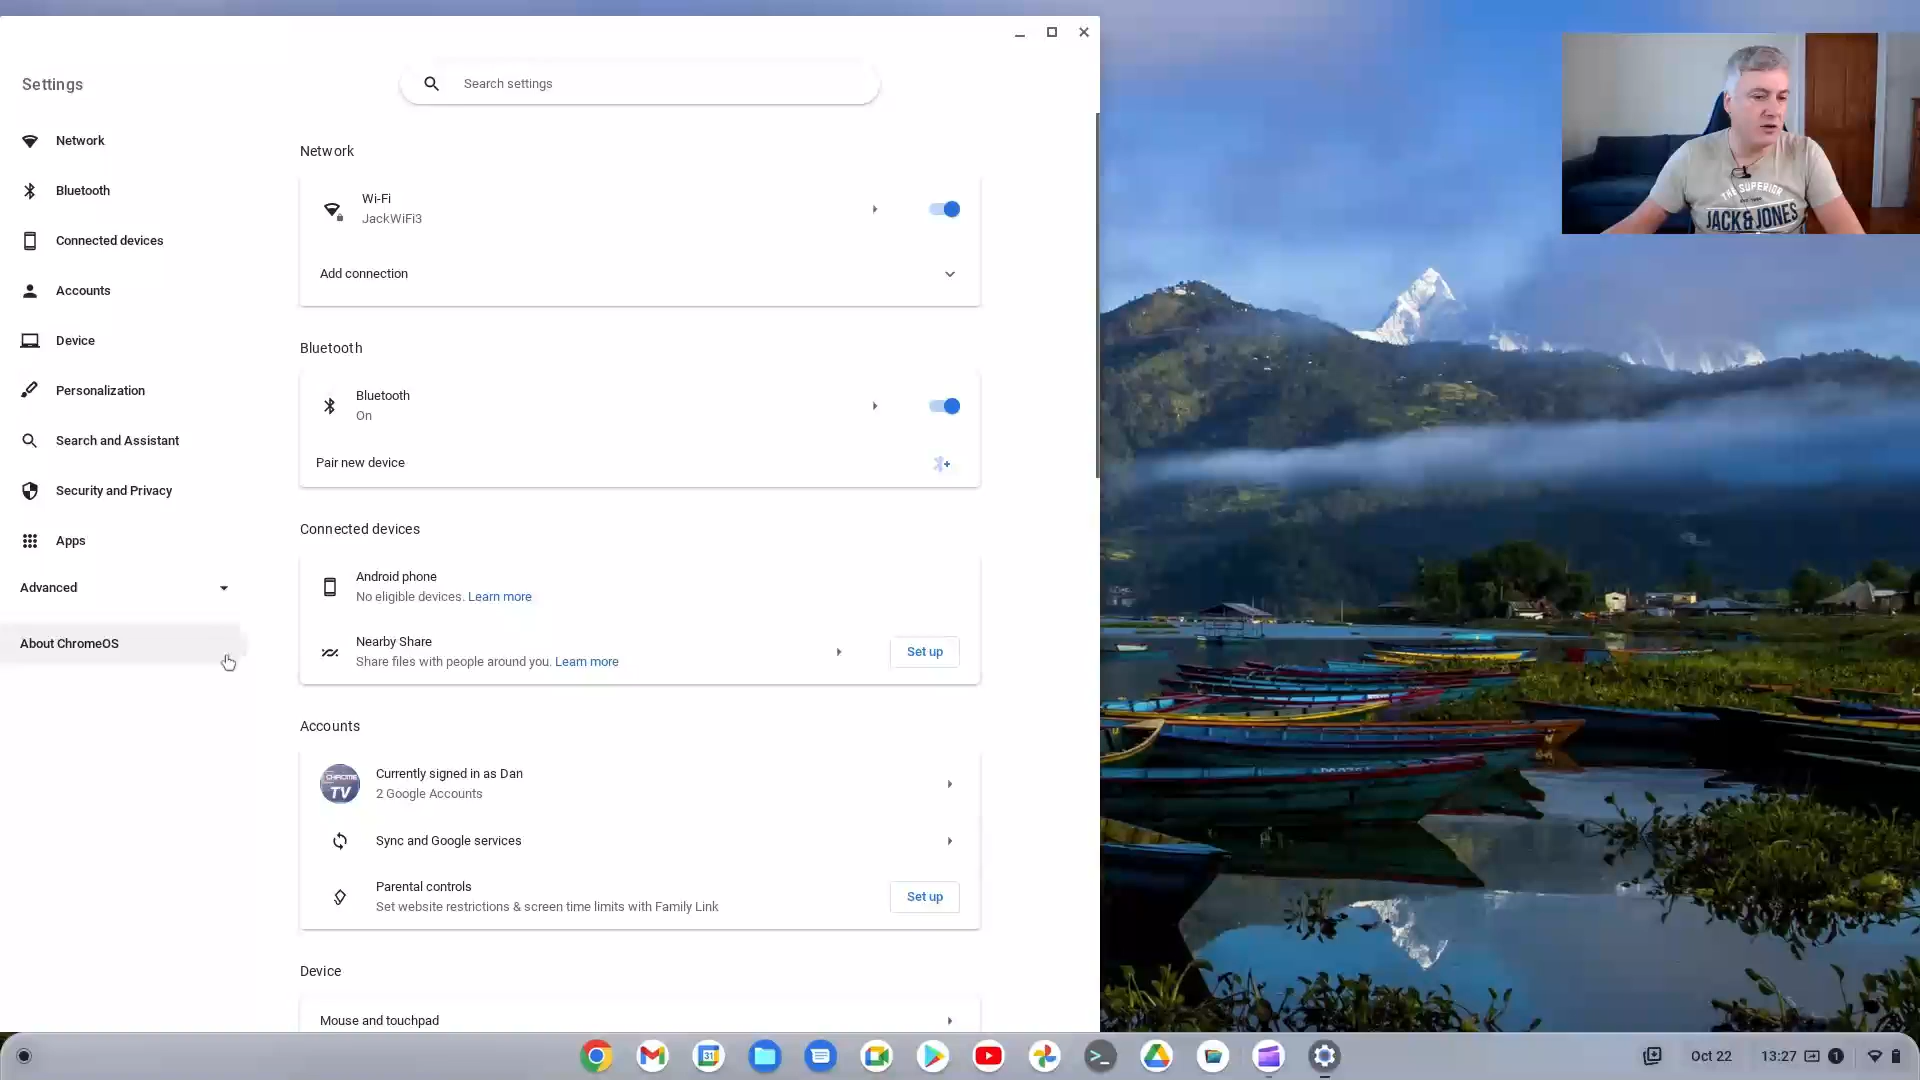 Settings
Search settings
Network
Bluetooth
Connected devices
Accounts
Device
Personalization
Search and Assistant
Security and Privacy
Apps
Advanced
About ChromeOS
Network
Wi-Fi
JackWiFi3
Add connection
Bluetooth
Bluetooth
On
Pair new device
Connected devices
Android phone
No eligible devices. Learn more
Nearby Share
Share files with people around you. Learn more
Set up
Accounts
CHROME
TV
Currently signed in as Dan
2 Google Accounts
Sync and Google services
Parental controls
Set website restrictions & screen time limits with Family Link
Set up
Device
Mouse and touchpad
THE SUPERIOR
JACK & JONES
31
Oct 22
13:27
1